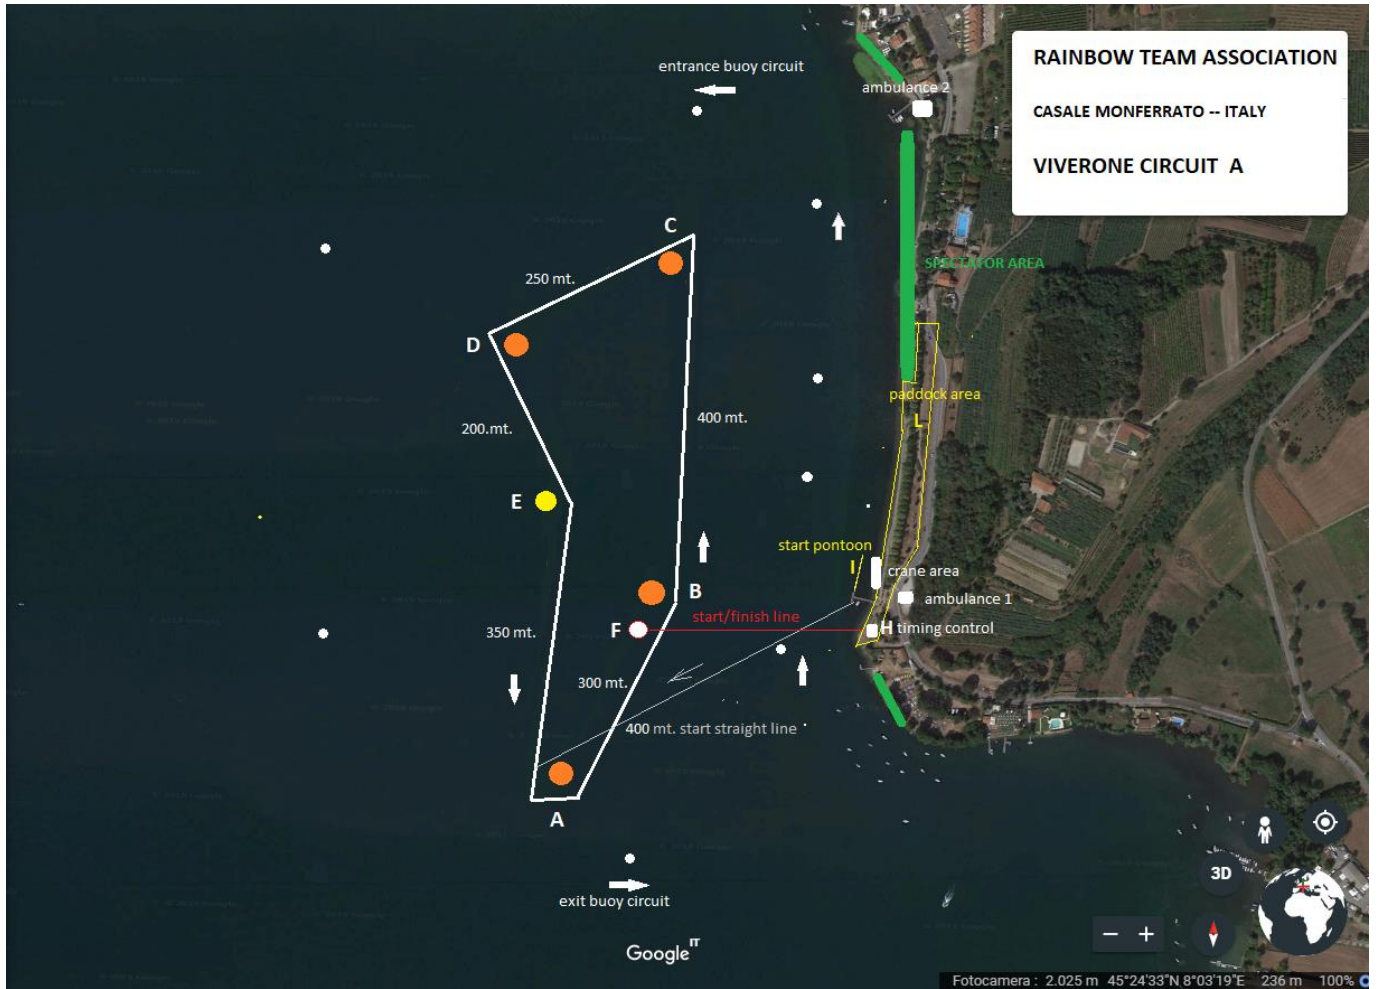 entrance buoy circuit
ambulance 2
RAINBOW TEAM ASSOCIATION
CASALE MONFERRATO -- ITALY
VIVERONE CIRCUIT A
C
250 mt.
SPECTATOR AREA
D
paddock area
L
400 mt.
200.mt.
E
start pontoon
I
crane area
B
ambulance 1
start/finish line
F
H timing control
350 mt.
300 mt.
400 mt. start straight line
A
exit buoy circuit
3D
Google IT
Fotocamera : 2.025 m 45°24'33"N 8°03'19"E 236 m 100%